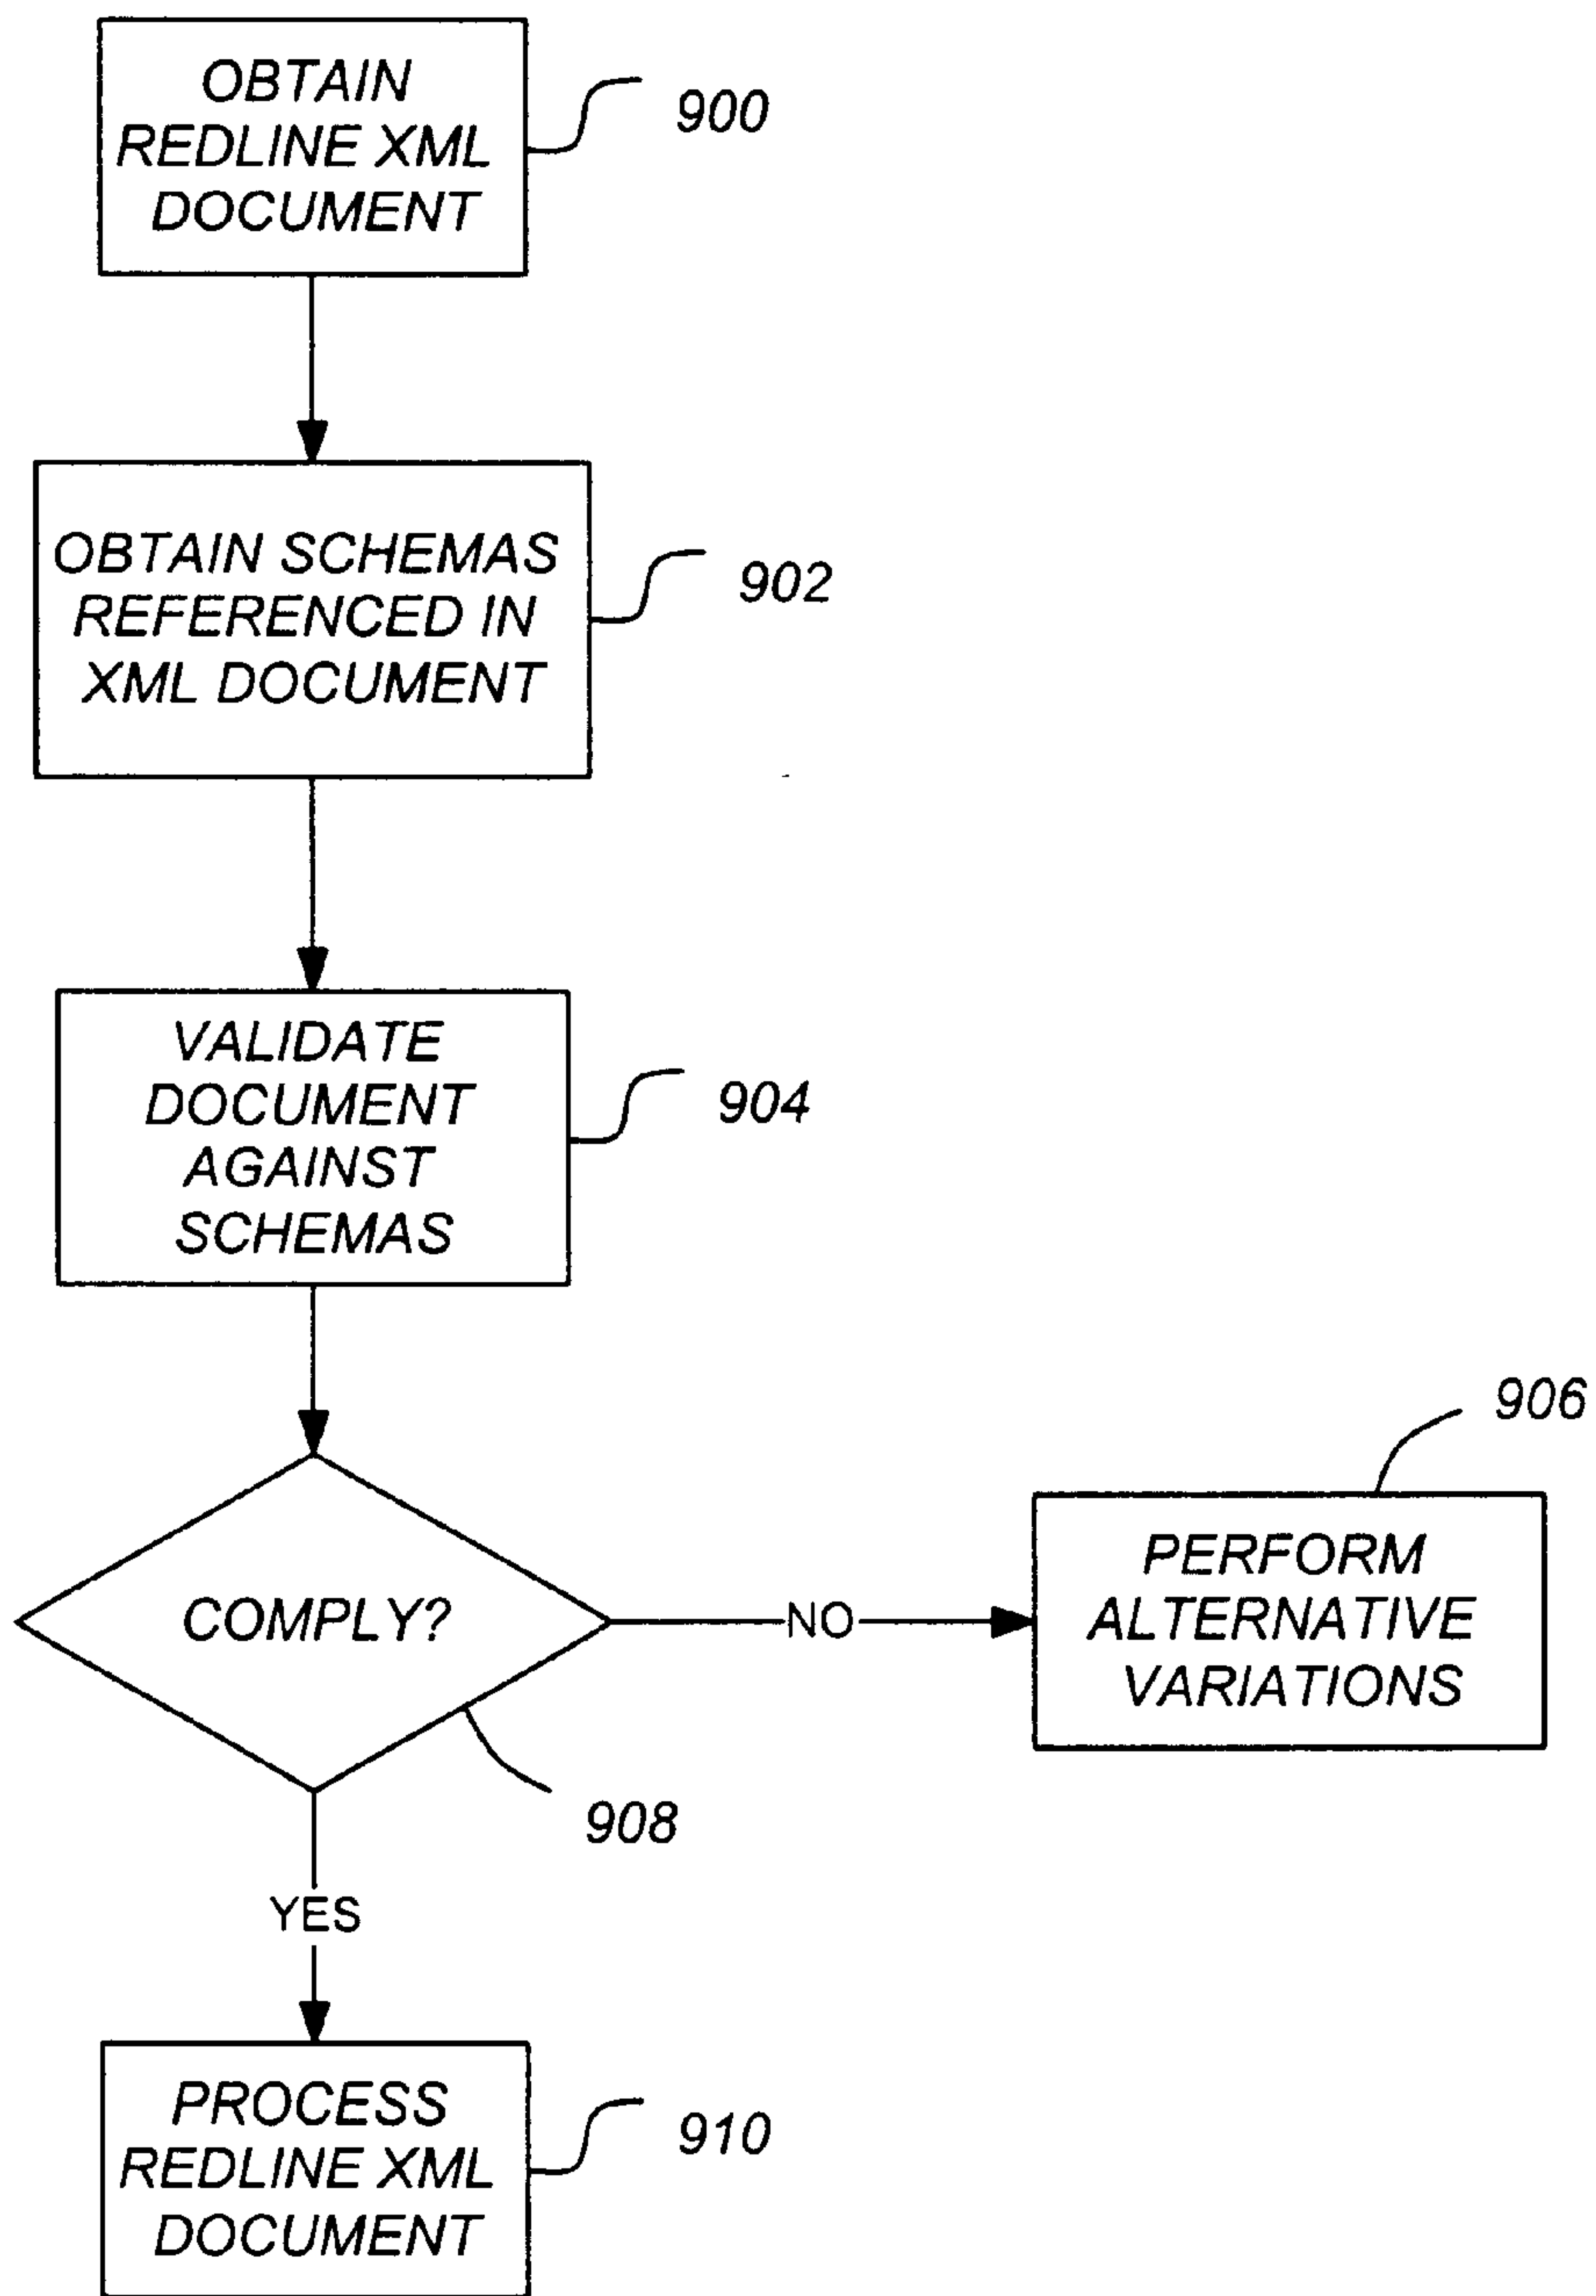 OBTAIN
REDLINE XML
DOCUMENT
900
OBTAIN SCHEMAS
REFERENCED IN
XML DOCUMENT
902
VALIDATE
DOCUMENT
AGAINST
SCHEMAS
904
COMPLY?
908
NO
906
PERFORM
ALTERNATIVE
VARIATIONS
YES
PROCESS
REDLINE XML
DOCUMENT
910